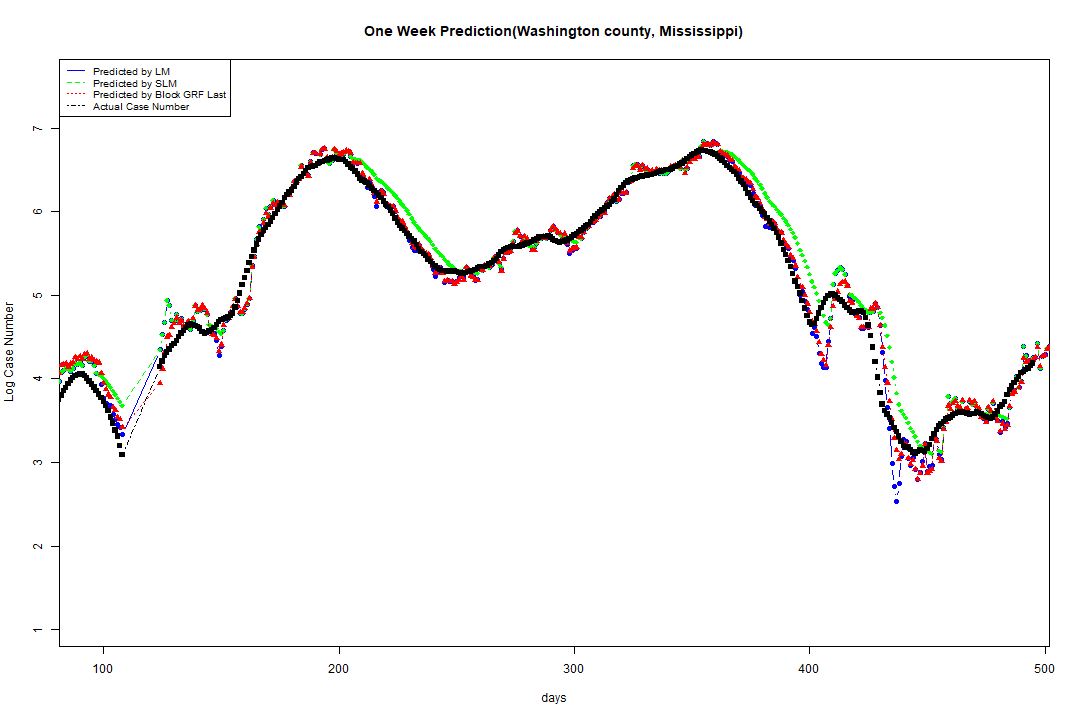 One Week Prediction(Washington county, Mississippi)
Predicted by LM
Predicted by SLM
Predicted by Block GRF Last
Actual Case Number
7
6
5
4
3
2
1
Log Case Number
100 200 300 400 500
days